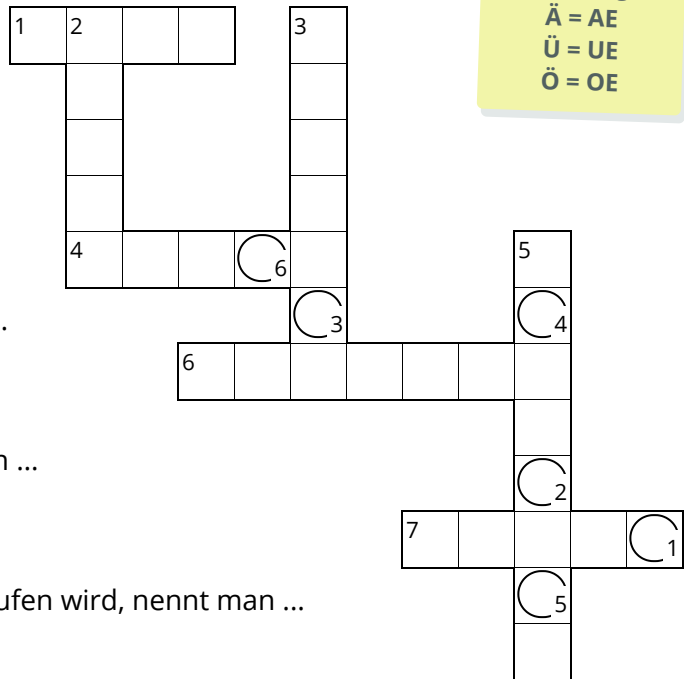 1 2 3
Ä = AE
Ü = UE
Ö = OE
4 6 5
... 3 4
6
n ...
2
7 1
ufen wird, nennt man ...
5